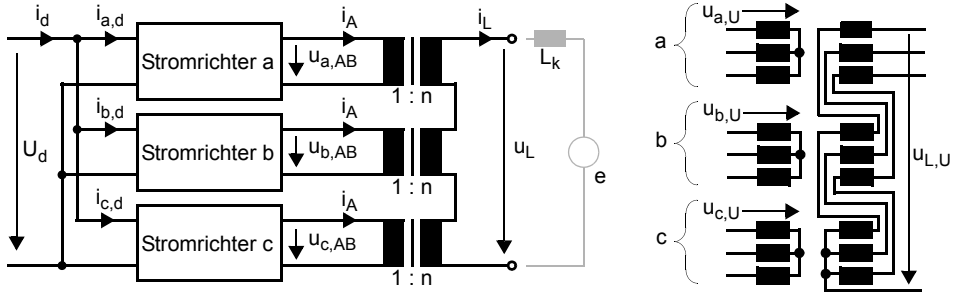 i_d
i_a,d
Stromrichter a
i_A
u_a,AB
1 : n
i_L
L_k
U_d
i_b,d
Stromrichter b
i_A
u_b,AB
1 : n
u_L
e
i_c,d
Stromrichter c
i_A
u_c,AB
1 : n
a
u_a,U
b
u_b,U
c
u_c,U
u_L,U